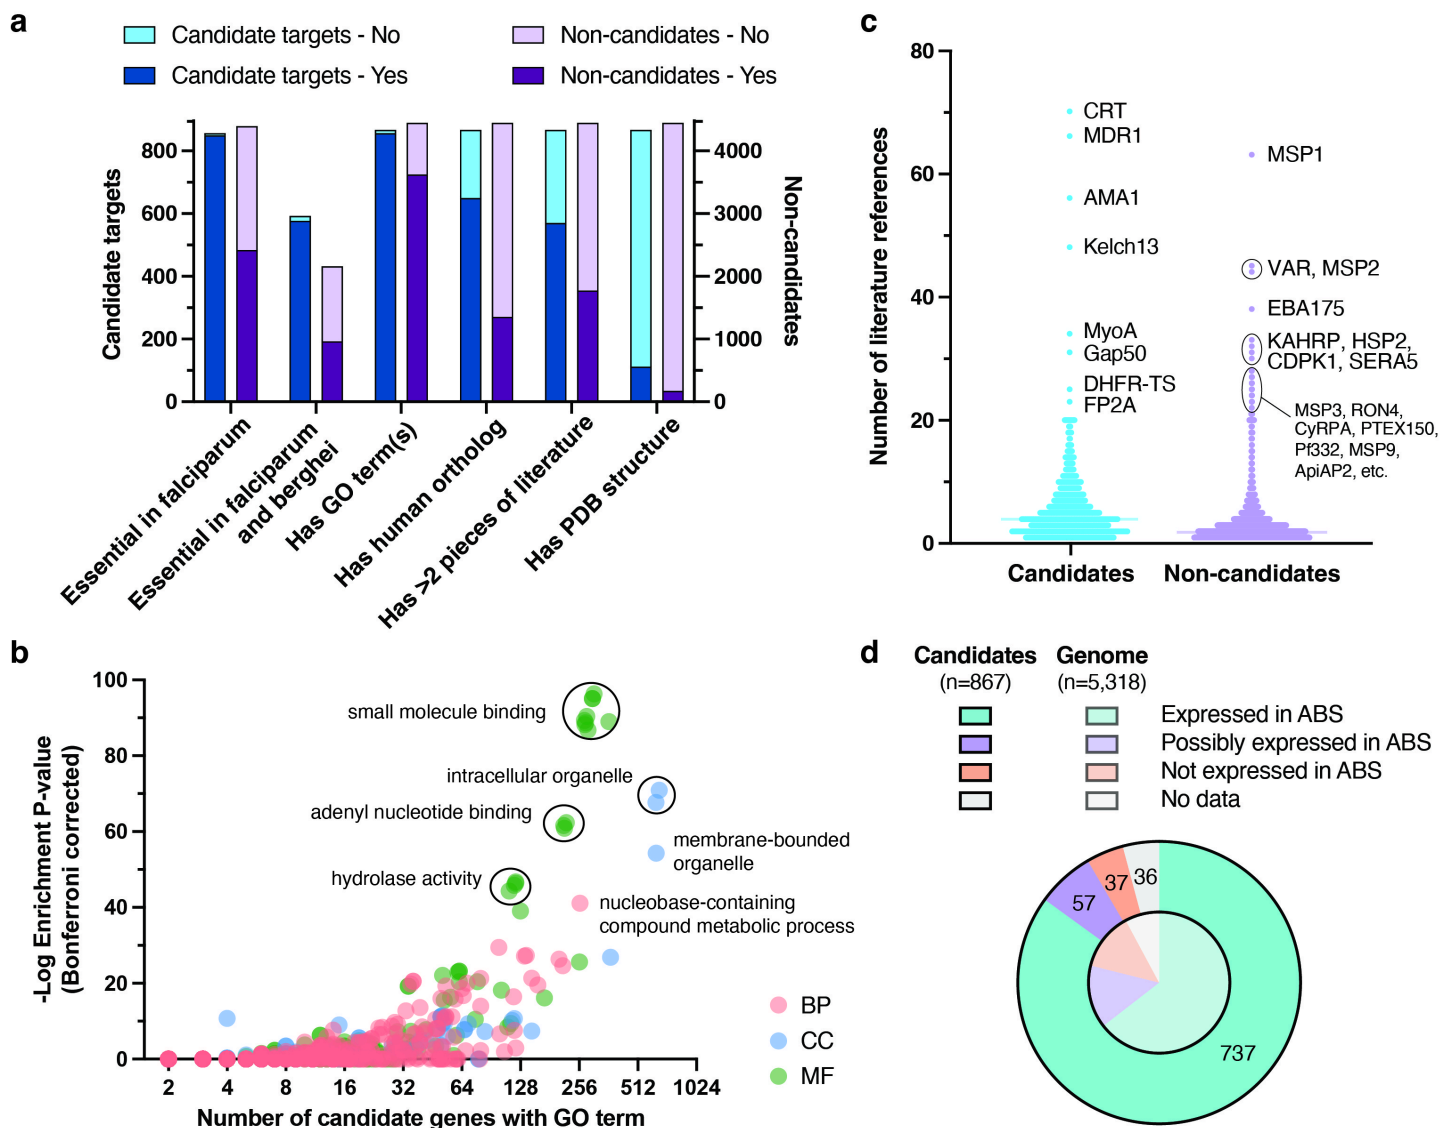 a
Candidate targets - No
Non-candidates - No
Candidate targets - Yes
Non-candidates - Yes
Candidate targets
800
600
400
200
0
4000
3000
2000
1000
0
Non-candidates
Essential in falciparum
Essential in falciparum
and berghei
Has GO term(s)
Has human ortholog
Has >2 pieces of literature
Has PDB structure
c
Number of literature references
80
60
40
20
0
CRT
MDR1
AMA1
Kelch13
MyoA
Gap50
DHFR-TS
FP2A
MSP1
VAR, MSP2
EBA175
KAHRP, HSP2,
CDPK1, SERA5
MSP3, RON4,
CyRPA, PTEX150,
Pf332, MSP9,
ApiAP2, etc.
Candidates
Non-candidates
b
-Log Enrichment P-value
(Bonferroni corrected)
100
80
60
40
20
0
small molecule binding
intracellular organelle
adenyl nucleotide binding
membrane-bounded
organelle
hydrolase activity
nucleobase-containing
compound metabolic process
BP
CC
MF
2 4 8 16 32 64 128 256 512 1024
Number of candidate genes with GO term
d
Candidates Genome
(n=867) (n=5,318)
Expressed in ABS
Possibly expressed in ABS
Not expressed in ABS
No data
57
37
36
737